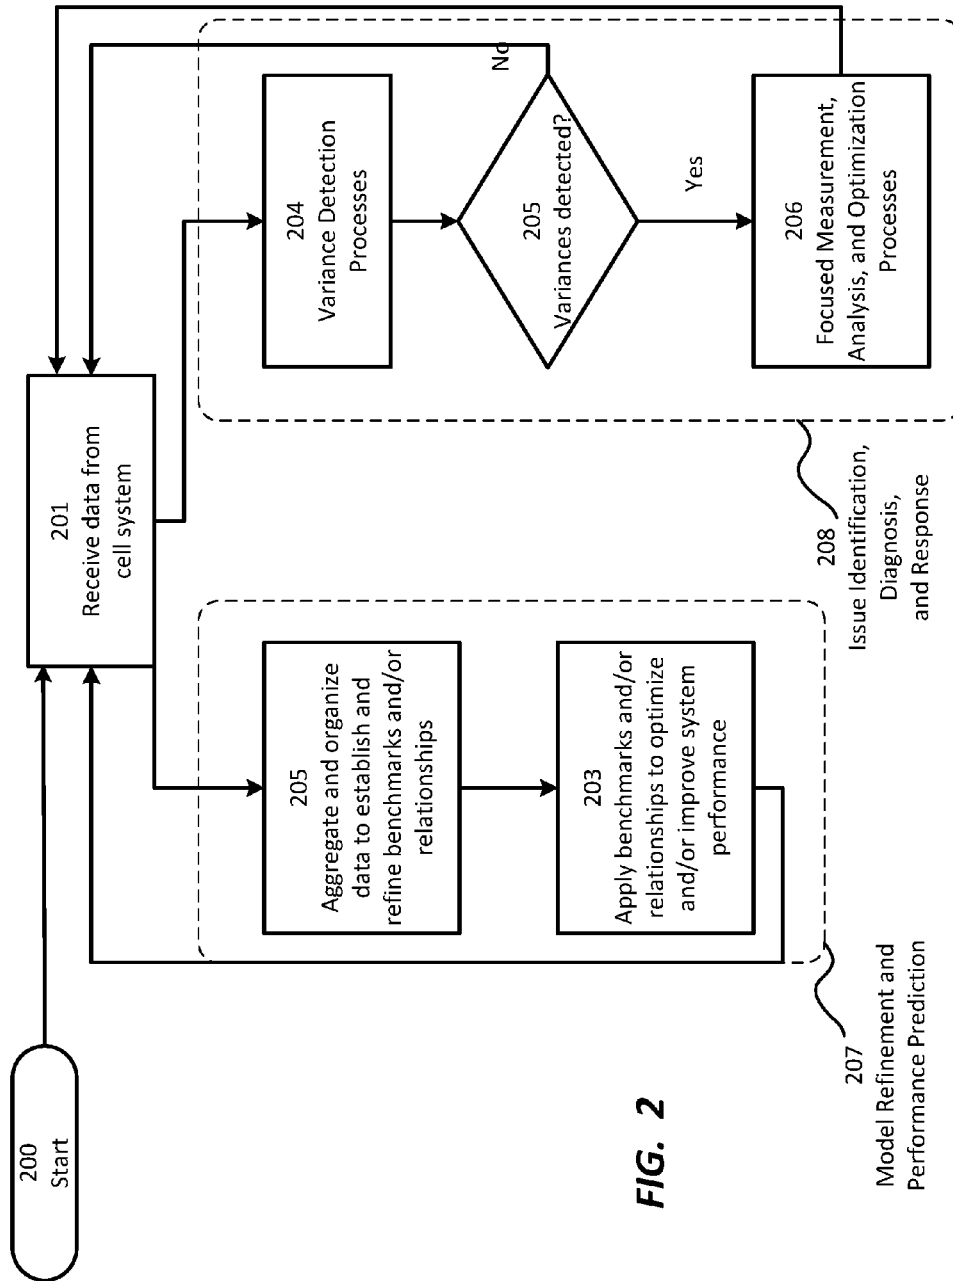 200
Start
201
Receive data from
cell system
205
Aggregate and organize
data to establish and
refine benchmarks and/or
relationships
203
Apply benchmarks and/or
relationships to optimize
and/or improve system
performance
207
Model Refinement and
Performance Prediction
204
Variance Detection
Processes
205
Variances detected?
No
Yes
206
Focused Measurement,
Analysis, and Optimization
Processes
208
Issue Identification,
Diagnosis,
and Response
FIG. 2